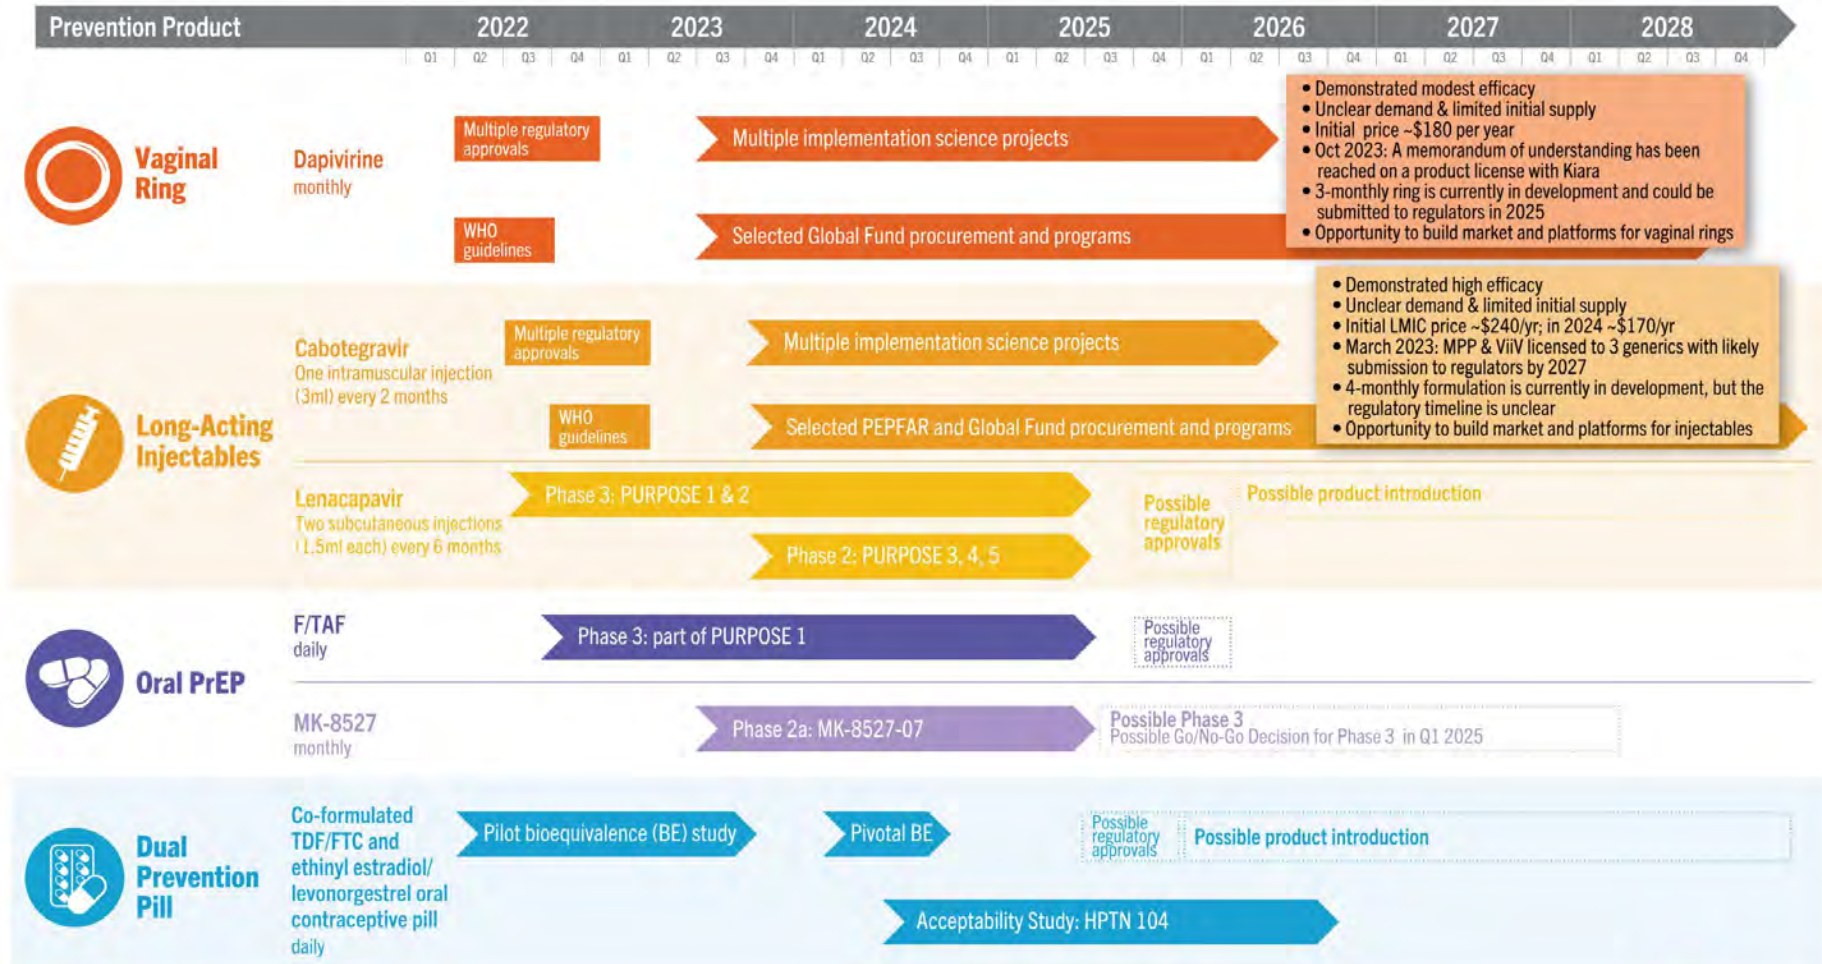 Prevention Product 2022 2023 2024 2025 2026 2027 2028
Q1 Q2 Q3 Q4 Q1 Q2 Q3 Q4 Q1 Q2 Q3 Q4 Q1 Q2 Q3 Q4 Q1 Q2 Q3 Q4 Q1 Q2 Q3 Q4 Q1 Q2 Q3 Q4
Vaginal
Ring
Dapivirine
monthly
Multiple regulatory
approvals
Multiple implementation science projects
WHO
guidelines
Selected Global Fund procurement and programs
• Demonstrated modest efficacy
• Unclear demand & limited initial supply
• Initial price ~$180 per year
• Oct 2023: A memorandum of understanding has been
reached on a product license with Kiara
• 3-monthly ring is currently in development and could be
submitted to regulators in 2025
• Opportunity to build market and platforms for vaginal rings
Long-Acting
Injectables
Cabotegravir
One intramuscular injection
(3ml) every 2 months
Multiple regulatory
approvals
Multiple implementation science projects
WHO
guidelines
Selected PEPFAR and Global Fund procurement and programs
• Demonstrated high efficacy
• Unclear demand & limited initial supply
• Initial LMIC price ~$240/yr; in 2024 ~$170/yr
• March 2023: MPP & ViiV licensed to 3 generics with likely
submission to regulators by 2027
• 4-monthly formulation is currently in development, but the
regulatory timeline is unclear
• Opportunity to build market and platforms for injectables
Lenacapavir
Two subcutaneous injections
(1.5ml each) every 6 months
Phase 3: PURPOSE 1 & 2
Phase 2: PURPOSE 3, 4, 5
Possible
regulatory
approvals
Possible product introduction
Oral PrEP
F/TAF
daily
Phase 3: part of PURPOSE 1
Possible
regulatory
approvals
MK-8527
monthly
Phase 2a: MK-8527-07
Possible Phase 3
Possible Go/No-Go Decision for Phase 3 in Q1 2025
Dual
Prevention
Pill
Co-formulated
TDF/FTC and
ethinyl estradiol/
levonorgestrel oral
contraceptive pill
daily
Pilot bioequivalence (BE) study
Pivotal BE
Possible
regulatory
approvals
Possible product introduction
Acceptability Study: HPTN 104